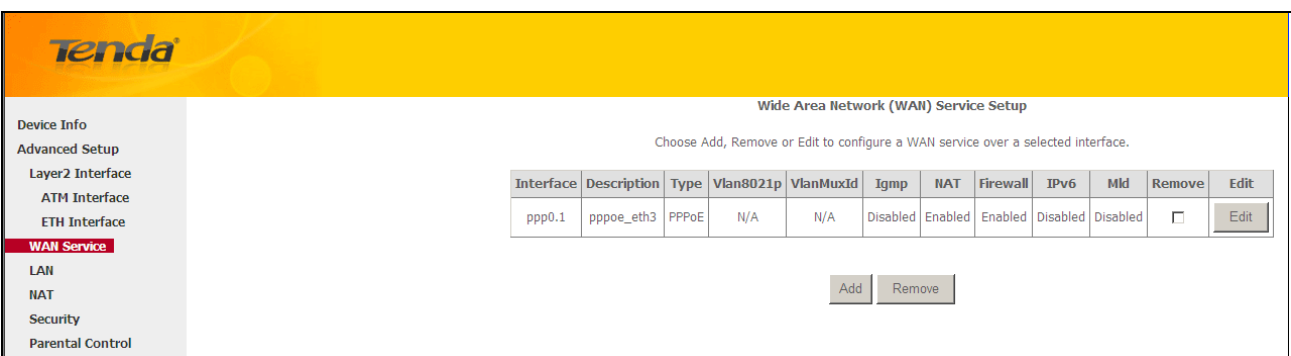 Tenda
Wide Area Network (WAN) Service Setup
Choose Add, Remove or Edit to configure a WAN service over a selected interface.
Device Info
Advanced Setup
Layer2 Interface
ATM Interface
ETH Interface
WAN Service
LAN
NAT
Security
Parental Control
Interface Description Type Vlan8021p VlanMuxId Igmp NAT Firewall IPv6 Mld Remove Edit
ppp0.1 pppoe_eth3 PPPoE N/A N/A Disabled Enabled Enabled Disabled Disabled Edit
Add Remove